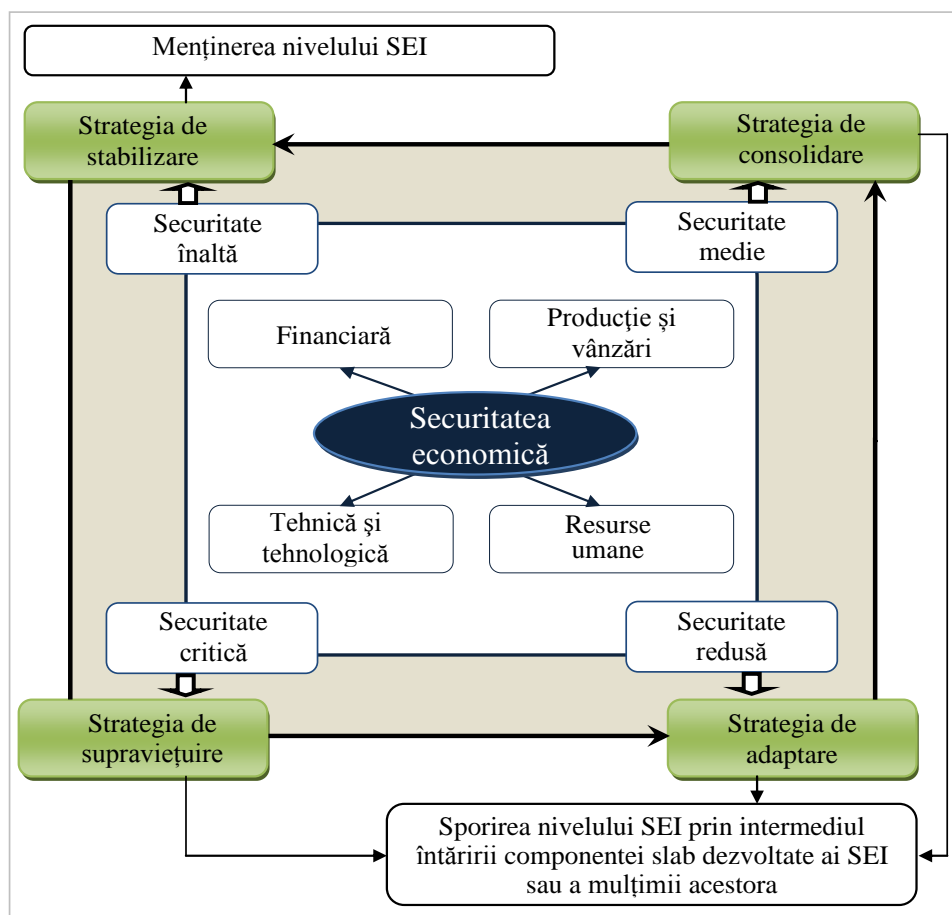 Menținerea nivelului SEI
Strategia de
stabilizare
Strategia de
consolidare
Securitate
înaltă
Securitate
medie
Financiară
Producţie și
vânzări
Securitatea
economică
Tehnică şi
tehnologică
Resurse
umane
Securitate
critică
Securitate
redusă
Strategia de
supraviețuire
Strategia de
adaptare
Sporirea nivelului SEI prin intermediul
întăririi componentei slab dezvoltate ai SEI
sau a mulțimii acestora